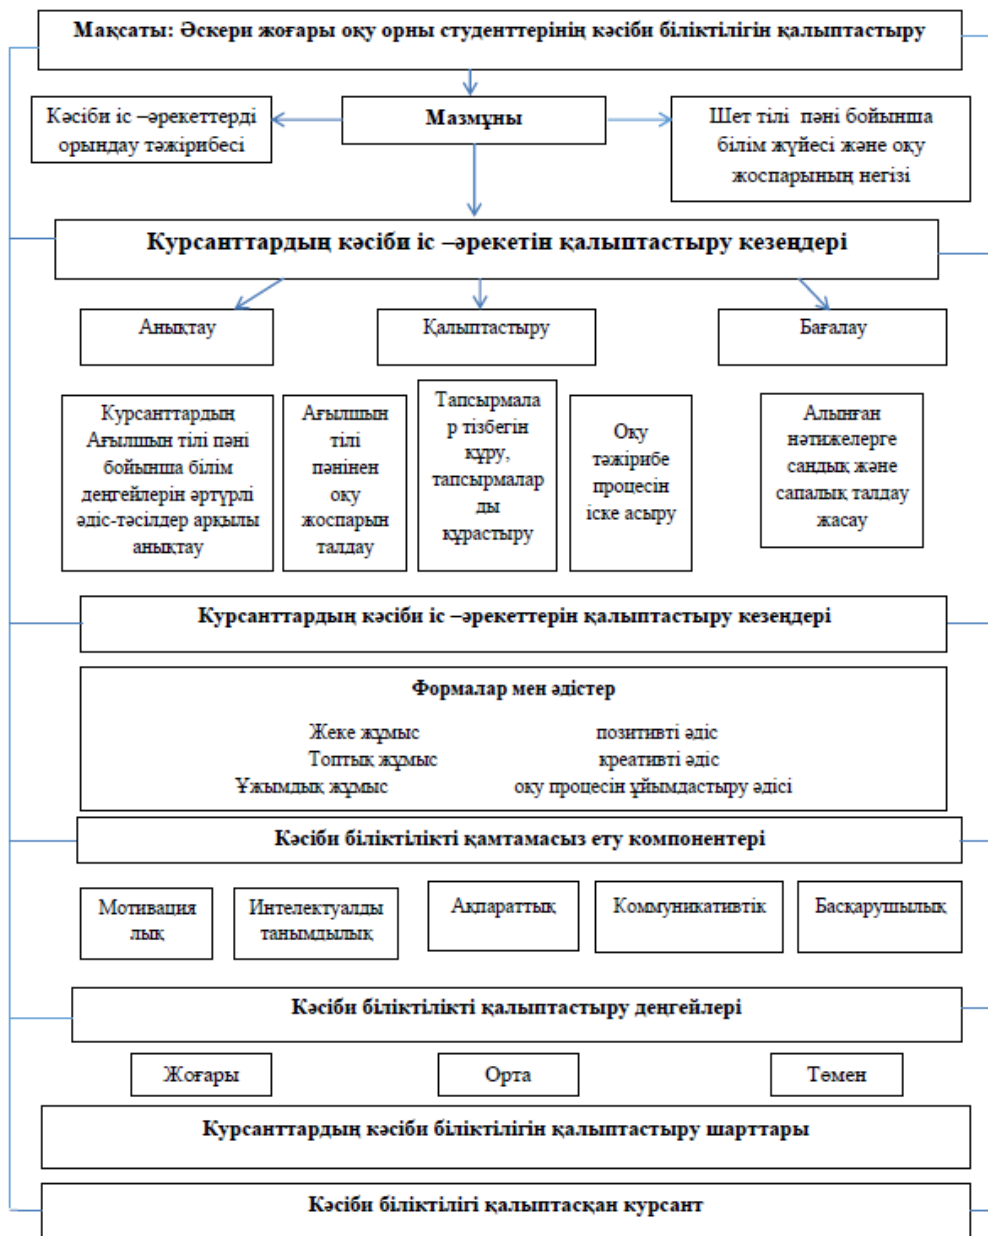 Мақсаты: Әскери жоғары оқу орны студенттерінің кәсіби біліктілігін қалыптастыру
Кәсіби іс –әрекеттерді
орындау тәжірибесі
Мазмұны
Шет тілі пәні бойынша
білім жүйесі және оқу
жоспарының негізі
Курсанттардың кәсіби іс –әрекетін қалыптастыру кезеңдері
Анықтау
Қалыптастыру
Бағалау
Курсанттардың
Ағылшын тілі пәні
бойынша білім
деңгейлерін әртүрлі
әдіс-тәсілдер арқылы
анықтау
Ағылшын
тілі
пәнінен
оқу
жоспарын
талдау
Тапсырмала
р тізбегін
құру,
тапсырмалар
ды
құрастыру
Оқу
тәжірибе
процесін
іске асыру
Алынған
нәтижелерге
сандық және
сапалық талдау
жасау
Курсанттардың кәсіби іс –әрекеттерін қалыптастыру кезеңдері
Формалар мен әдістер
Жеке жұмыс позитивті әдіс
Топтық жұмыс креативті әдіс
Ұжымдық жұмыс оқу процесін ұйымдастыру әдісі
Кәсіби біліктілікті қамтамасыз ету компонентері
Мотивация
лық
Интелектуалды
танымдылық
Ақпараттық
Коммуникативтік
Басқарушылық
Кәсіби біліктілікті қалыптастыру деңгейлері
Жоғары
Орта
Төмен
Курсанттардың кәсіби біліктілігін қалыптастыру шарттары
Кәсіби біліктілігі қалыптасқан курсант